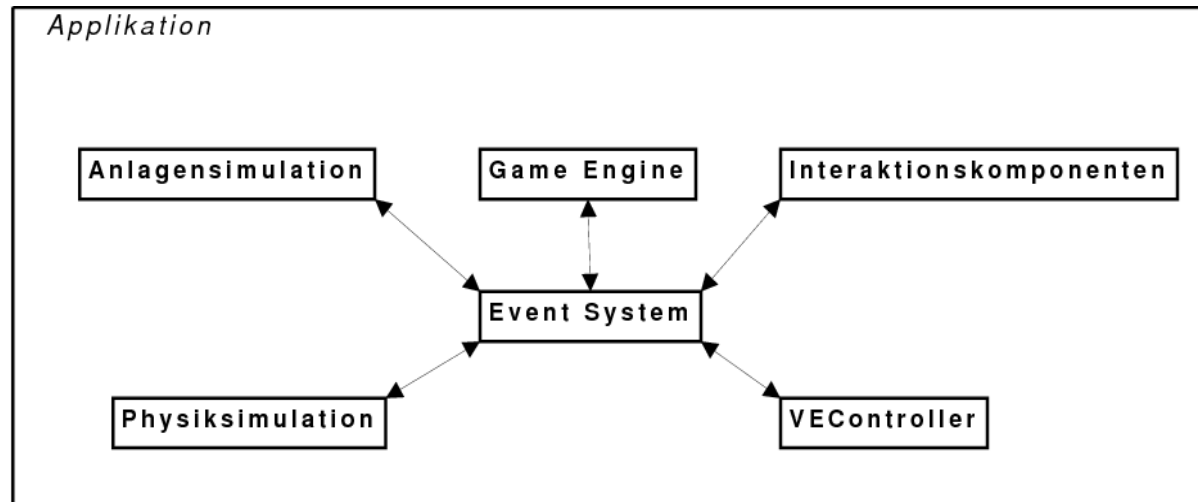 Applikation
Anlagensimulation
Game Engine
Interaktionskomponenten
Event System
Physiksimulation
VEController